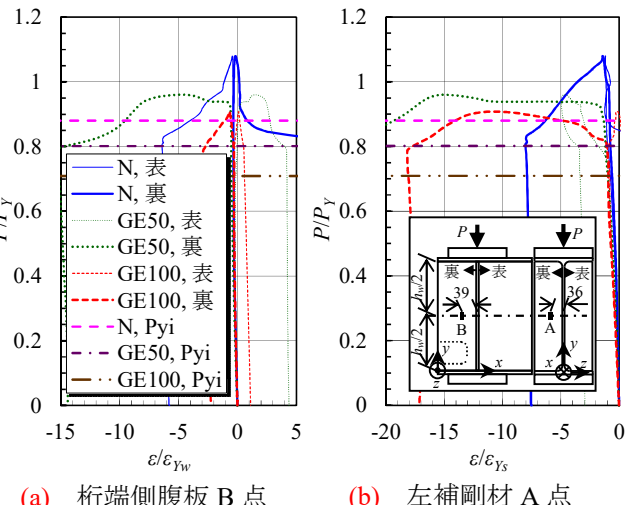 1.2
1
0.8
0.6
0.4
0.2
0
P/P_Y
-15 -10 -5 0 5
ε/ε_Yw
N, 表
N, 裏
GE50, 表
GE50, 裏
GE100, 表
GE100, 裏
N, Pyi
GE50, Pyi
GE100, Pyi
(a) 桁端側腹板 B 点
1.2
1
0.8
0.6
0.4
0.2
0
P/P_Y
-20 -15 -10 -5 0
ε/ε_Ys
P P
裏 表 裏 表
39 36
h_w/2
B A
h_w/2
y y
x x
z z
(b) 左補剛材 A 点